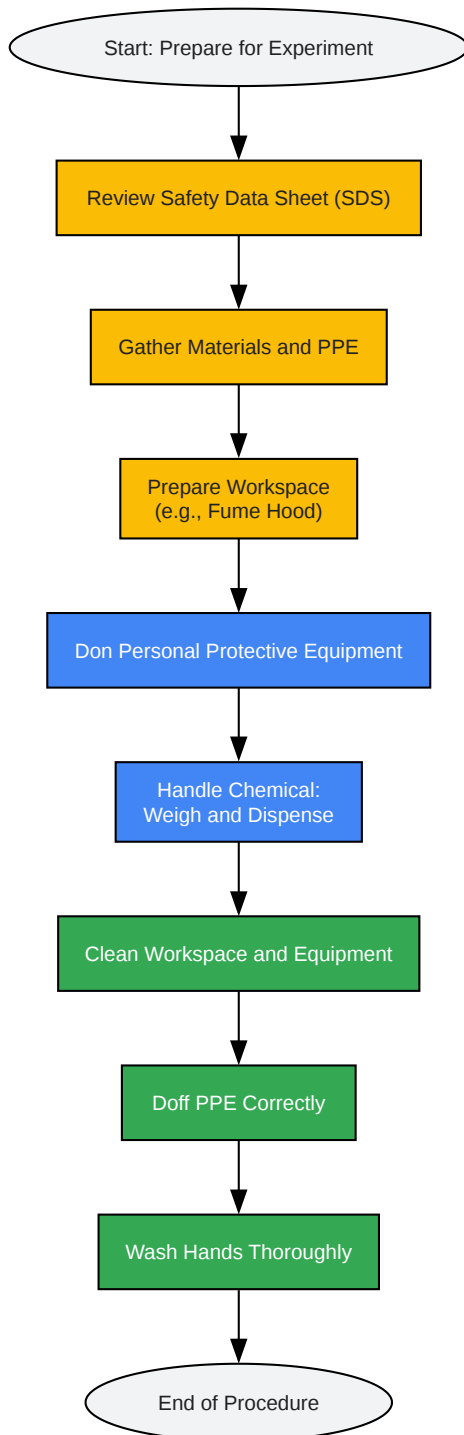 Start: Prepare for Experiment
Review Safety Data Sheet (SDS)
Gather Materials and PPE
Prepare Workspace
(e.g., Fume Hood)
Don Personal Protective Equipment
Handle Chemical:
Weigh and Dispense
Clean Workspace and Equipment
Doff PPE Correctly
Wash Hands Thoroughly
End of Procedure